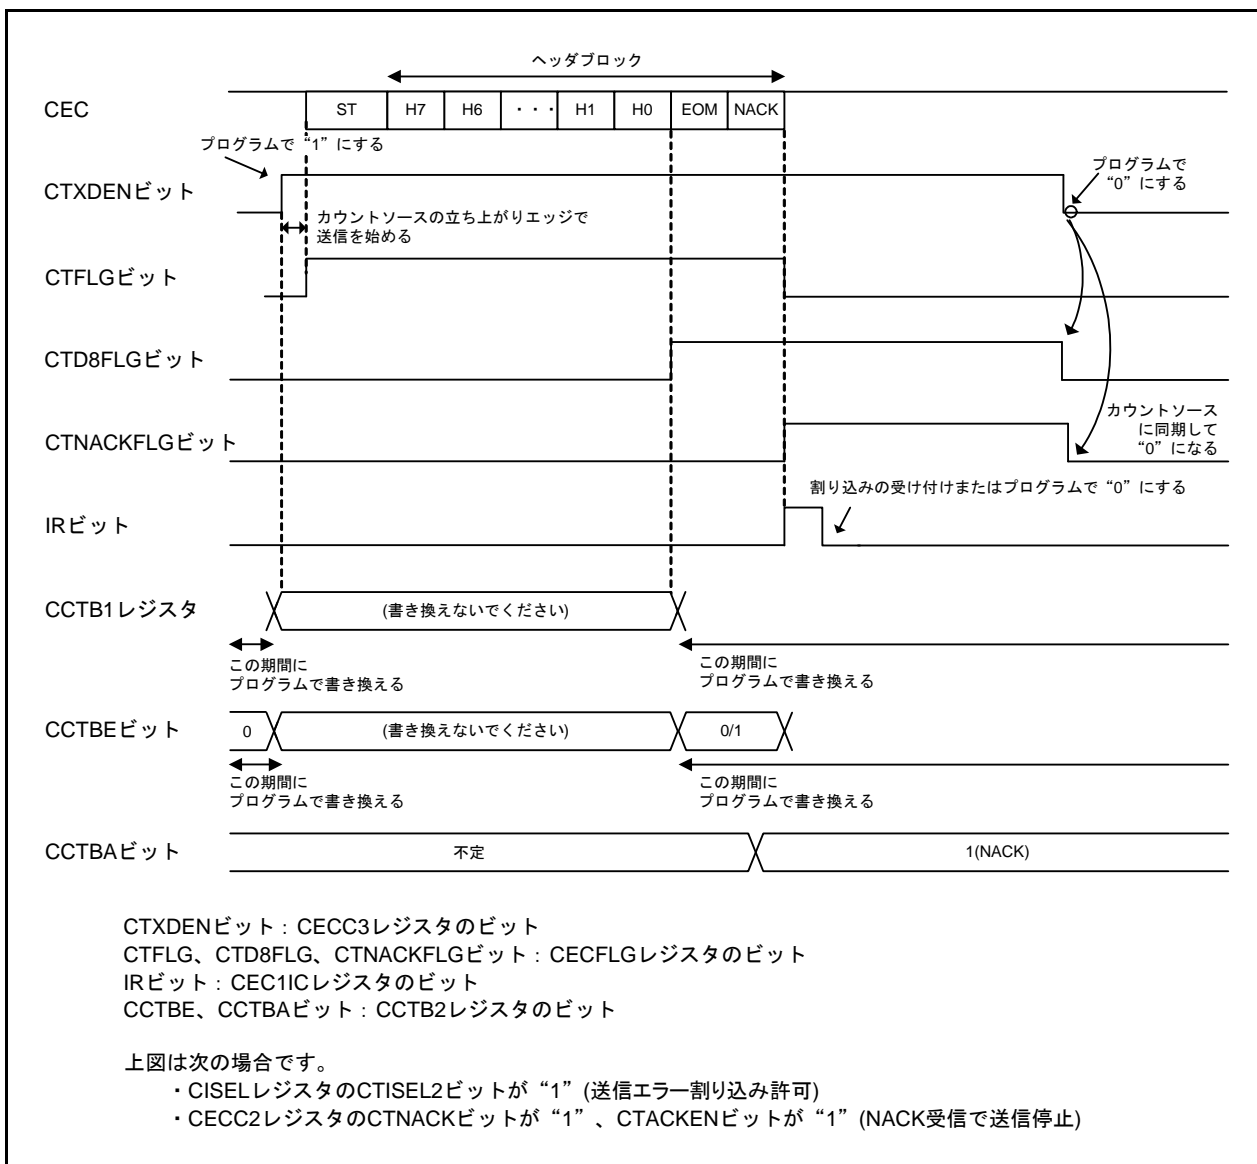 ヘッダブロック
CEC
ST
H7
H6
・・・
H1
H0
EOM
NACK
プログラムで“1”にする
CTXDENビット
プログラムで
“0”にする
カウントソースの立ち上がりエッジで
送信を始める
CTFLGビット
CTD8FLGビット
CTNACKFLGビット
カウントソース
に同期して
“0”になる
割り込みの受け付けまたはプログラムで“0”にする
IRビット
CCTB1レジスタ
(書き換えないでください)
この期間に
プログラムで書き換える
この期間に
プログラムで書き換える
CCTBEビット
0
(書き換えないでください)
0/1
この期間に
プログラムで書き換える
この期間に
プログラムで書き換える
CCTBAビット
不定
1(NACK)
CTXDENビット：CECC3レジスタのビット
CTFLG、CTD8FLG、CTNACKFLGビット：CECFLGレジスタのビット
IRビット：CEC1ICレジスタのビット
CCTBE、CCTBAビット：CCTB2レジスタのビット
上図は次の場合です。
・CISELレジスタのCTISEL2ビットが“1”(送信エラー割り込み許可)
・CECC2レジスタのCTNACKビットが“1”、CTACKENビットが“1”(NACK受信で送信停止)